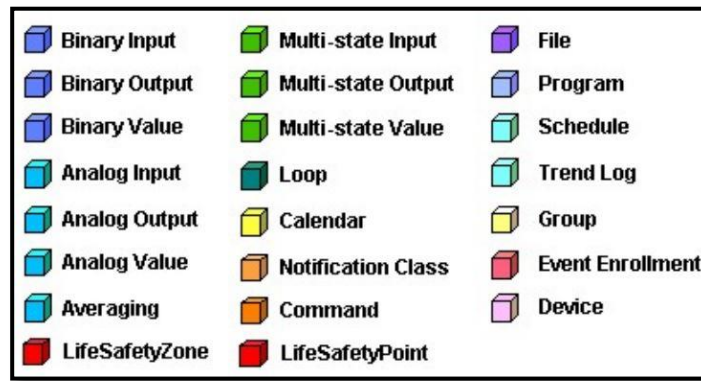 Binary Input
Binary Output
Binary Value
Analog Input
Analog Output
Analog Value
Averaging
LifeSafetyZone
Multi-state Input
Multi-state Output
Multi-state Value
Loop
Calendar
Notification Class
Command
LifeSafetyPoint
File
Program
Schedule
Trend Log
Group
Event Enrollment
Device